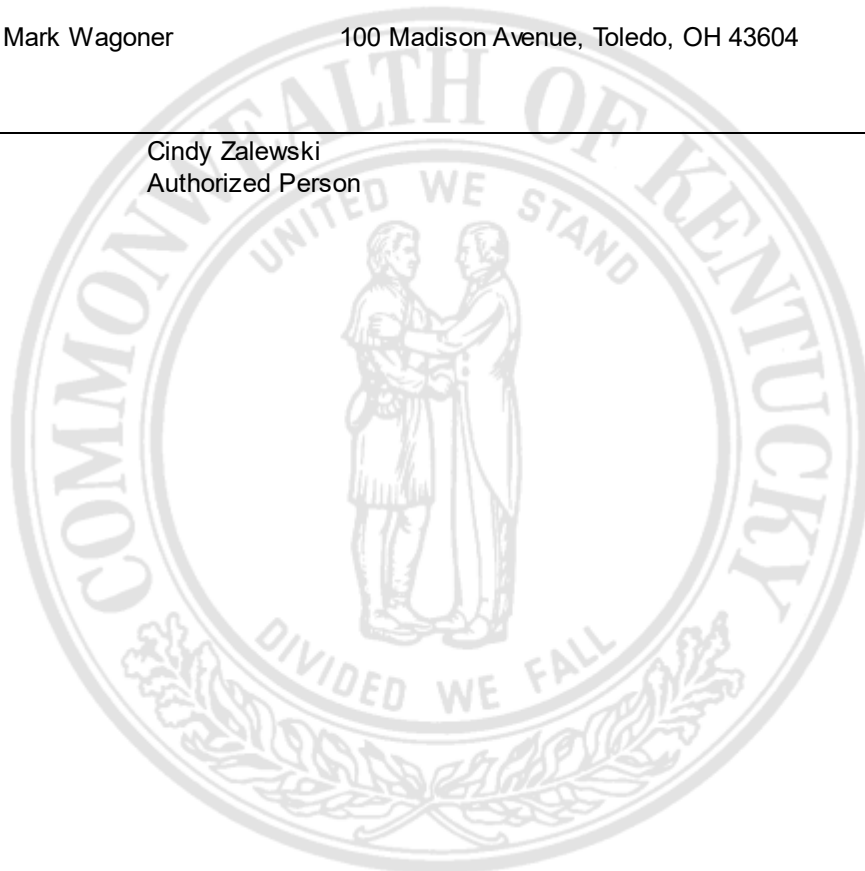 Mark Wagoner 100 Madison Avenue, Toledo, OH 43604
Cindy Zalewski
Authorized Person
COMMONWEALTH OF KENTUCKY
UNITED WE STAND
DIVIDED WE FALL